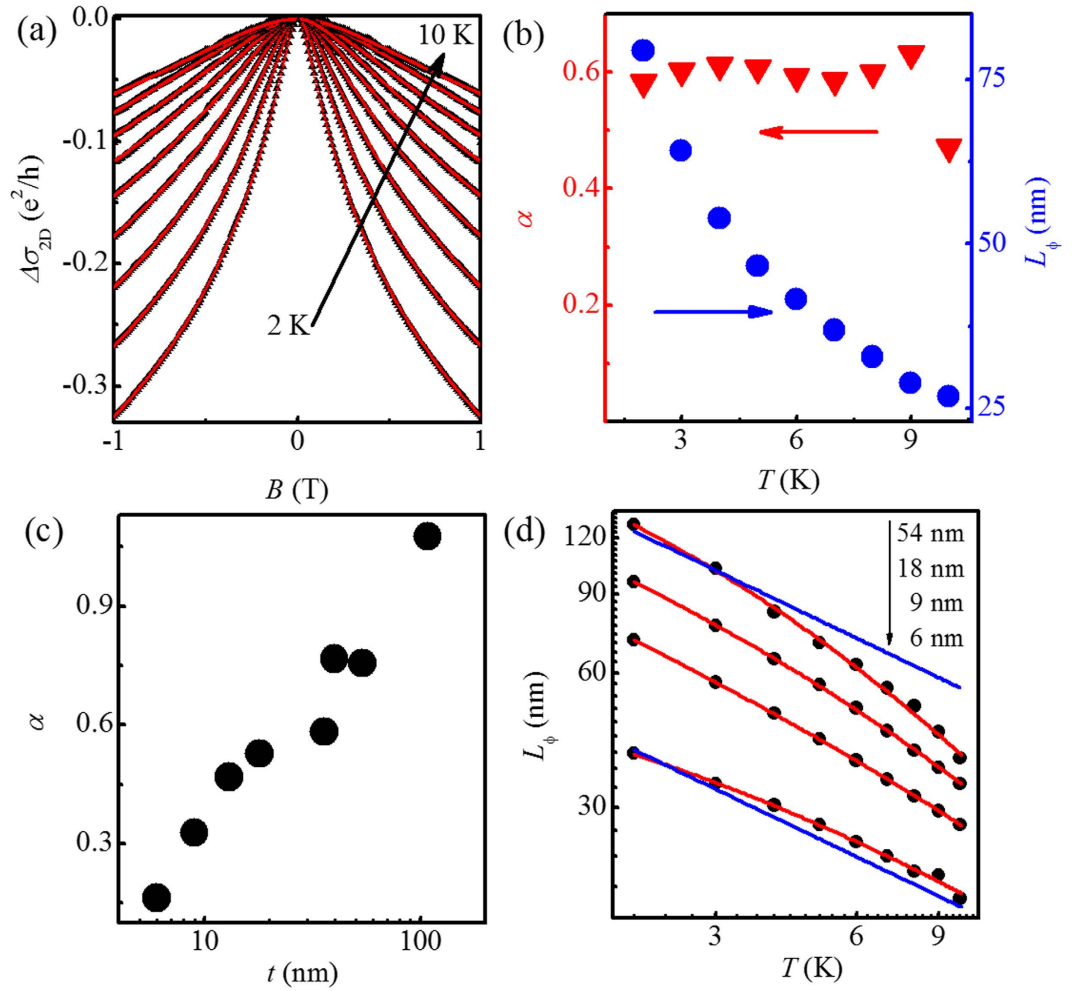 (a)
0.0
-0.1
-0.2
-0.3
Δσ2D (e²/h)
10 K
2 K
-1
0
1
B (T)
(b)
0.6
0.4
0.2
α
75
50
25
Lϕ (nm)
3
6
9
T (K)
(c)
0.9
0.6
0.3
α
10
100
t (nm)
(d)
120
90
60
30
Lϕ (nm)
54 nm
18 nm
9 nm
6 nm
3
6
9
T (K)